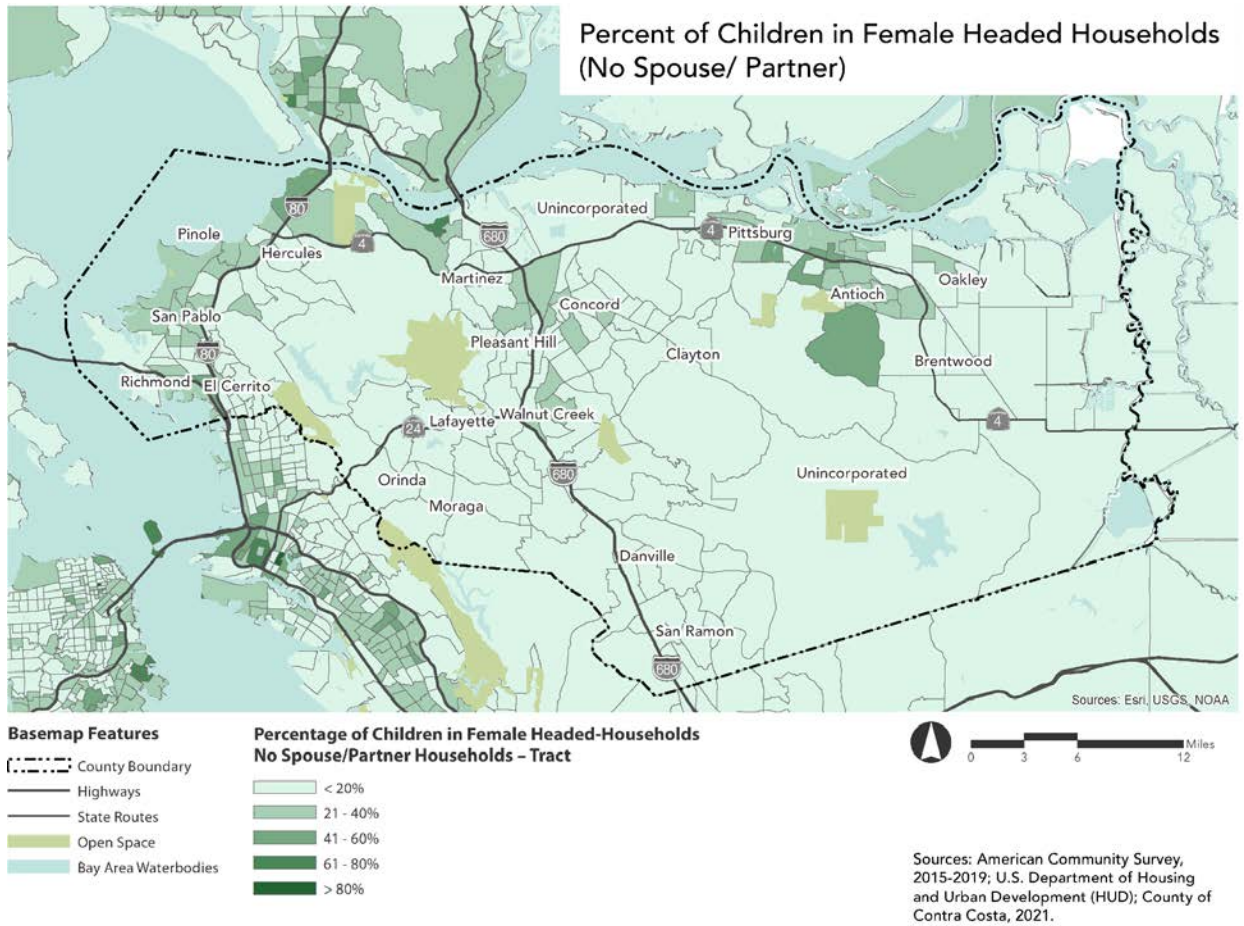 Percent of Children in Female Headed Households
(No Spouse/ Partner)
80
Unincorporated
Pinole
680
4
Pittsburg
Hercules
4
Martinez
Oakley
Antioch
Concord
San Pablo
Pleasant Hill
80
Clayton
Brentwood
Richmond
El Cerrito
Walnut Creek
4
24
Lafayette
680
Unincorporated
Orinda
Moraga
Danville
San Ramon
680
Sources: Esri, USGS, NOAA
Basemap Features
County Boundary
Highways
State Routes
Open Space
Bay Area Waterbodies
Percentage of Children in Female Headed-Households
No Spouse/Partner Households – Tract
< 20%
21 - 40%
41 - 60%
61 - 80%
> 80%
Miles
0 3 6 12
Sources: American Community Survey,
2015-2019; U.S. Department of Housing
and Urban Development (HUD); County of
Contra Costa, 2021.